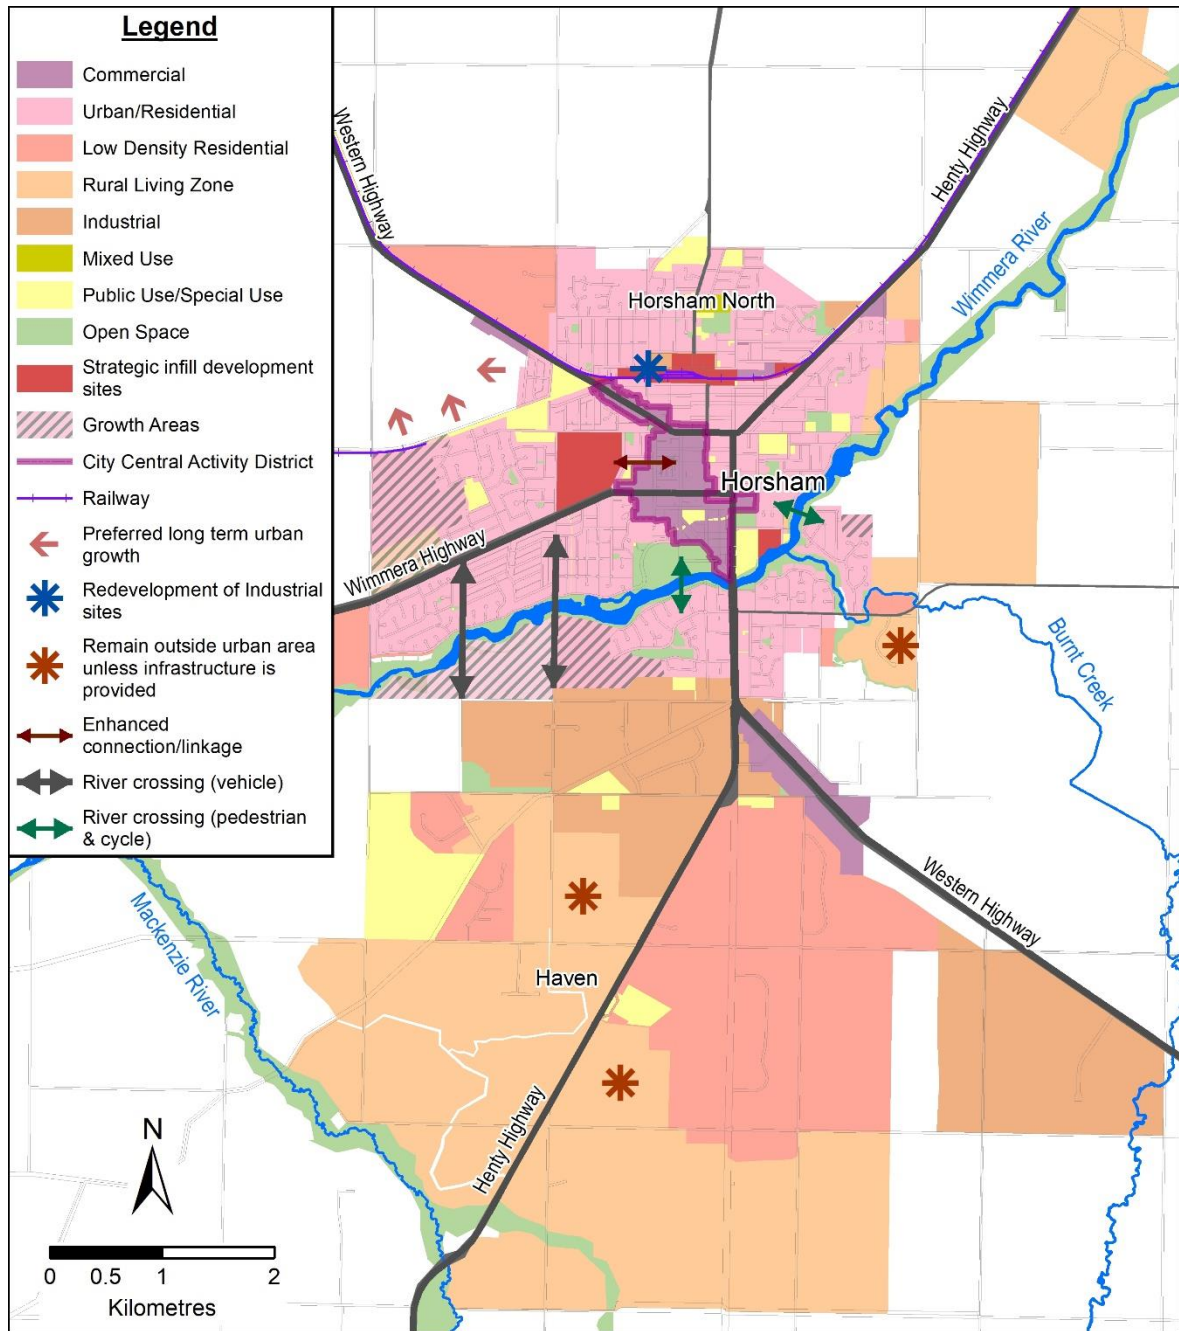 Legend
Commercial
Urban/Residential
Low Density Residential
Rural Living Zone
Industrial
Mixed Use
Public Use/Special Use
Open Space
Strategic infill development
sites
Growth Areas
City Central Activity District
Railway
Preferred long term urban
growth
Redevelopment of Industrial
sites
Remain outside urban area
unless infrastructure is
provided
Enhanced
connection/linkage
River crossing (vehicle)
River crossing (pedestrian
& cycle)
Western Highway
Henty Highway
Wimmera River
Horsham North
Horsham
Wimmera Highway
Burnt Creek
Western Highway
Mackenzie River
Haven
Henty Highway
N
0 0.5 1 2
Kilometres